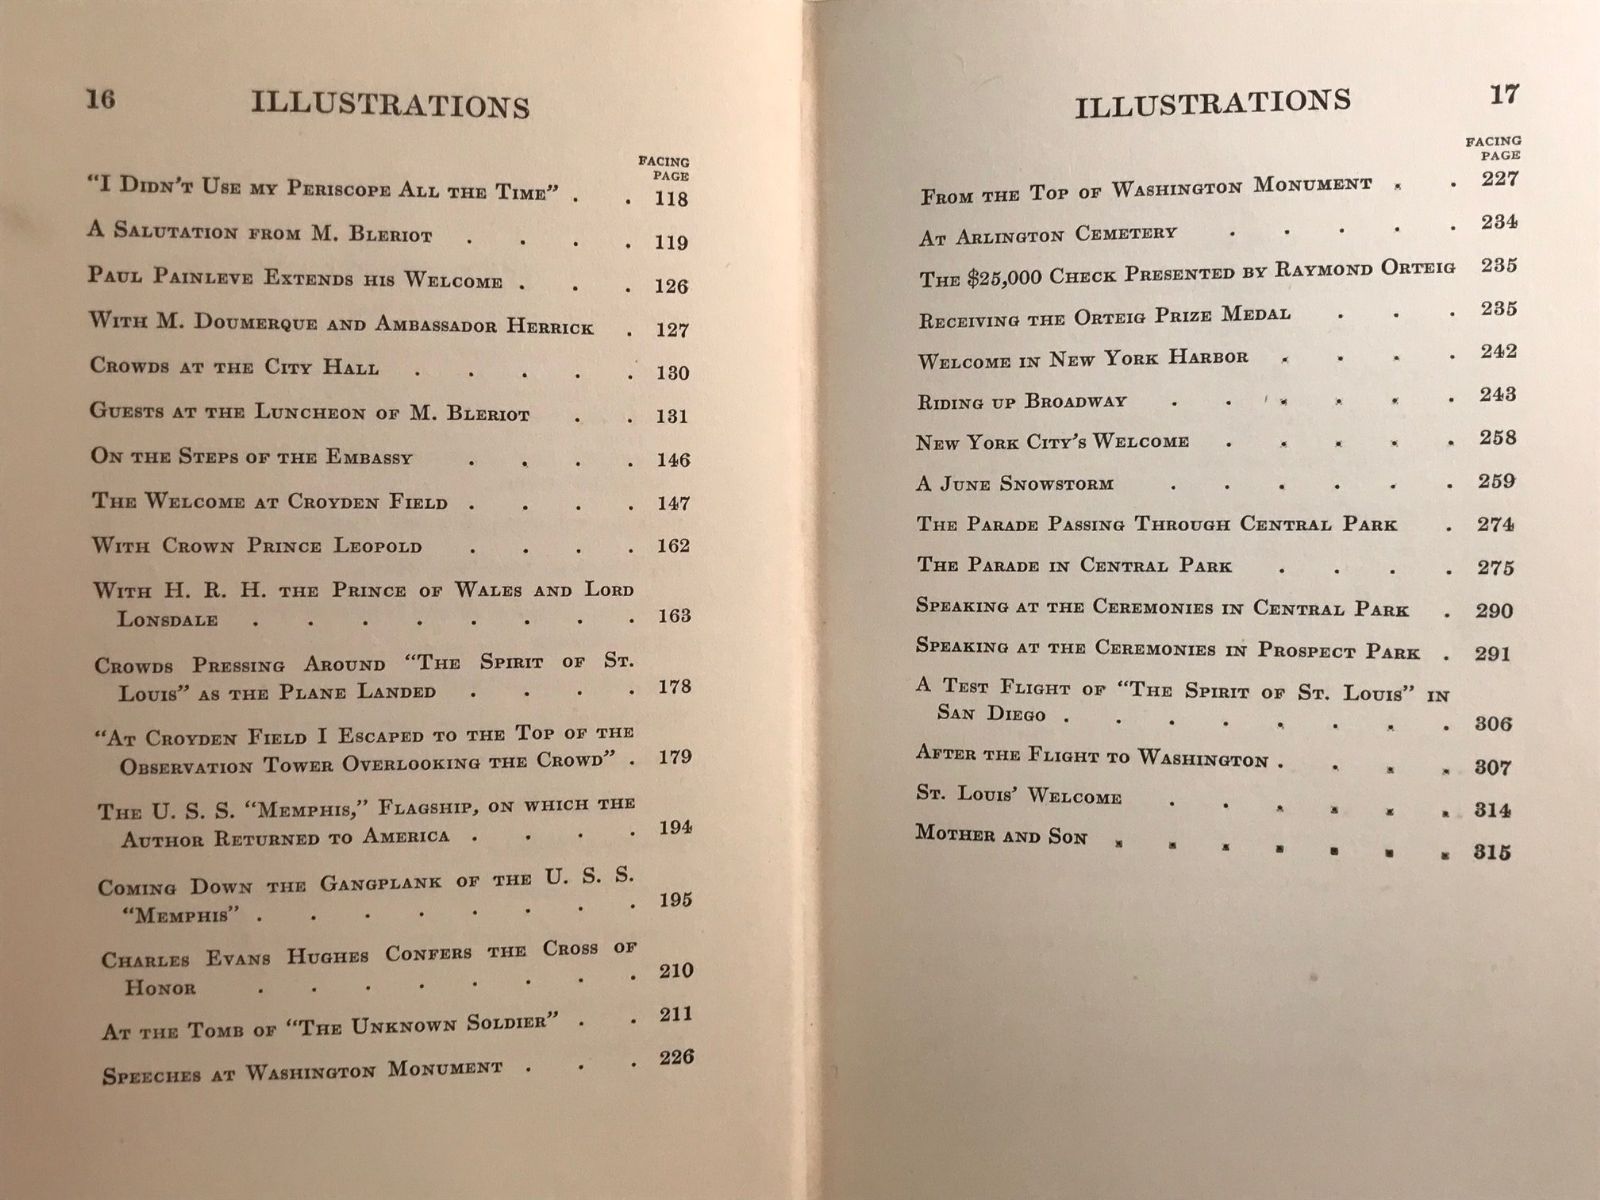 16 ILLUSTRATIONS
FACING
PAGE
"I Didn't Use my Periscope All the Time" . . 118
A Salutation from M. Bleriot . . . . 119
Paul Painleve Extends his Welcome . . . 126
With M. Doumerque and Ambassador Herrick . 127
Crowds at the City Hall . . . . . 130
Guests at the Luncheon of M. Bleriot . . 131
On the Steps of the Embassy . . . . 146
The Welcome at Croyden Field . . . . 147
With Crown Prince Leopold . . . . 162
With H. R. H. the Prince of Wales and Lord
Lonsdale . . . . . . . . 163
Crowds Pressing Around "The Spirit of St.
Louis" as the Plane Landed . . . . 178
"At Croyden Field I Escaped to the Top of the
Observation Tower Overlooking the Crowd" . 179
The U. S. S. "Memphis," Flagship, on which the
Author Returned to America . . . . 194
Coming Down the Gangplank of the U. S. S.
"Memphis" . . . . . . . . 195
Charles Evans Hughes Confers the Cross of
Honor . . . . . . . . 210
At the Tomb of "The Unknown Soldier" . . 211
Speeches at Washington Monument . . . 226
ILLUSTRATIONS 17
FACING
PAGE
From the Top of Washington Monument . . 227
At Arlington Cemetery . . . . . 234
The $25,000 Check Presented by Raymond Orteig 235
Receiving the Orteig Prize Medal . . . 235
Welcome in New York Harbor . . . . 242
Riding up Broadway . . . . . . 243
New York City's Welcome . . . . . 258
A June Snowstorm . . . . . . 259
The Parade Passing Through Central Park . 274
The Parade in Central Park . . . . 275
Speaking at the Ceremonies in Central Park . 290
Speaking at the Ceremonies in Prospect Park . 291
A Test Flight of "The Spirit of St. Louis" in
San Diego . . . . . . . . 306
After the Flight to Washington . . . . 307
St. Louis' Welcome . . . . . . 314
Mother and Son . . . . . . . 315